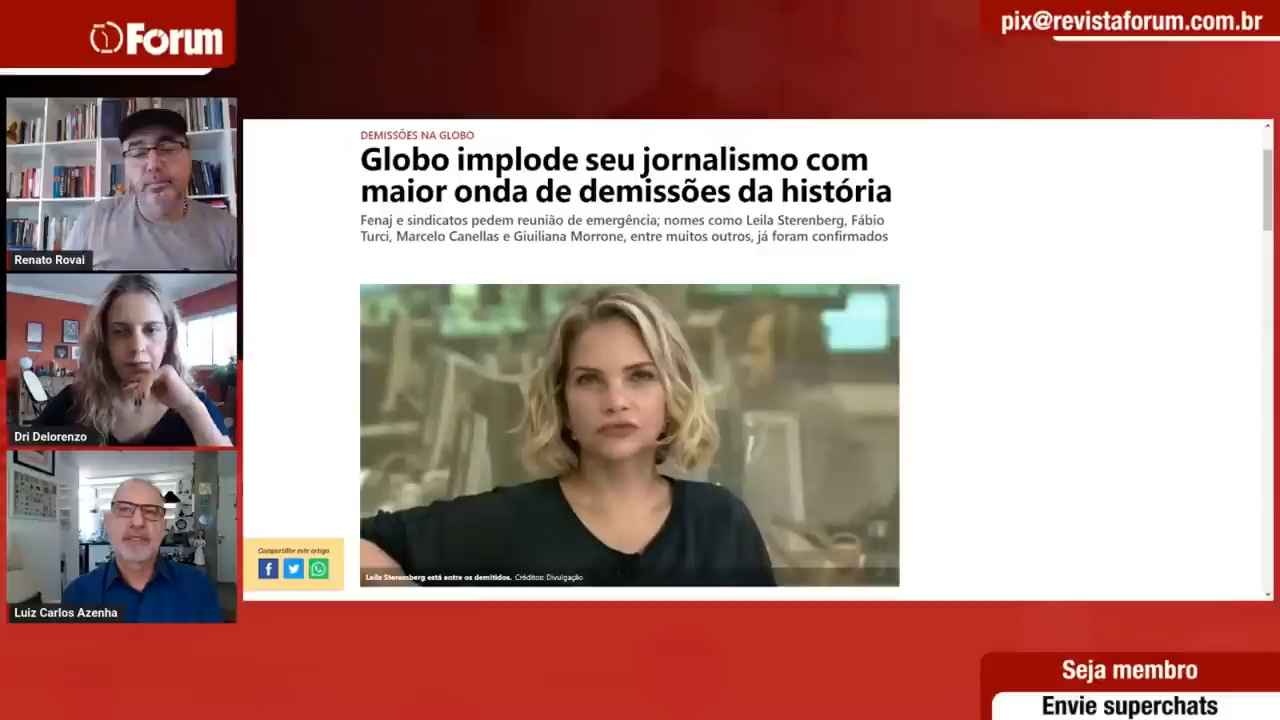 Forum
pix@revistaforum.com.br
Renato Rovai
Dri Delorenzo
Luiz Carlos Azenha
DEMISSÕES NA GLOBO
Globo implode seu jornalismo com
maior onda de demissões da história
Fenaj e sindicatos pedem reunião de emergência; nomes como Leila Sterenberg, Fábio
Turci, Marcelo Canellas e Giuiliana Morrone, entre muitos outros, já foram confirmados
Compartilhe este artigo
Leila Steremberg está entre os demitidos. Créditos: Divulgação
Seja membro
Envie superchats